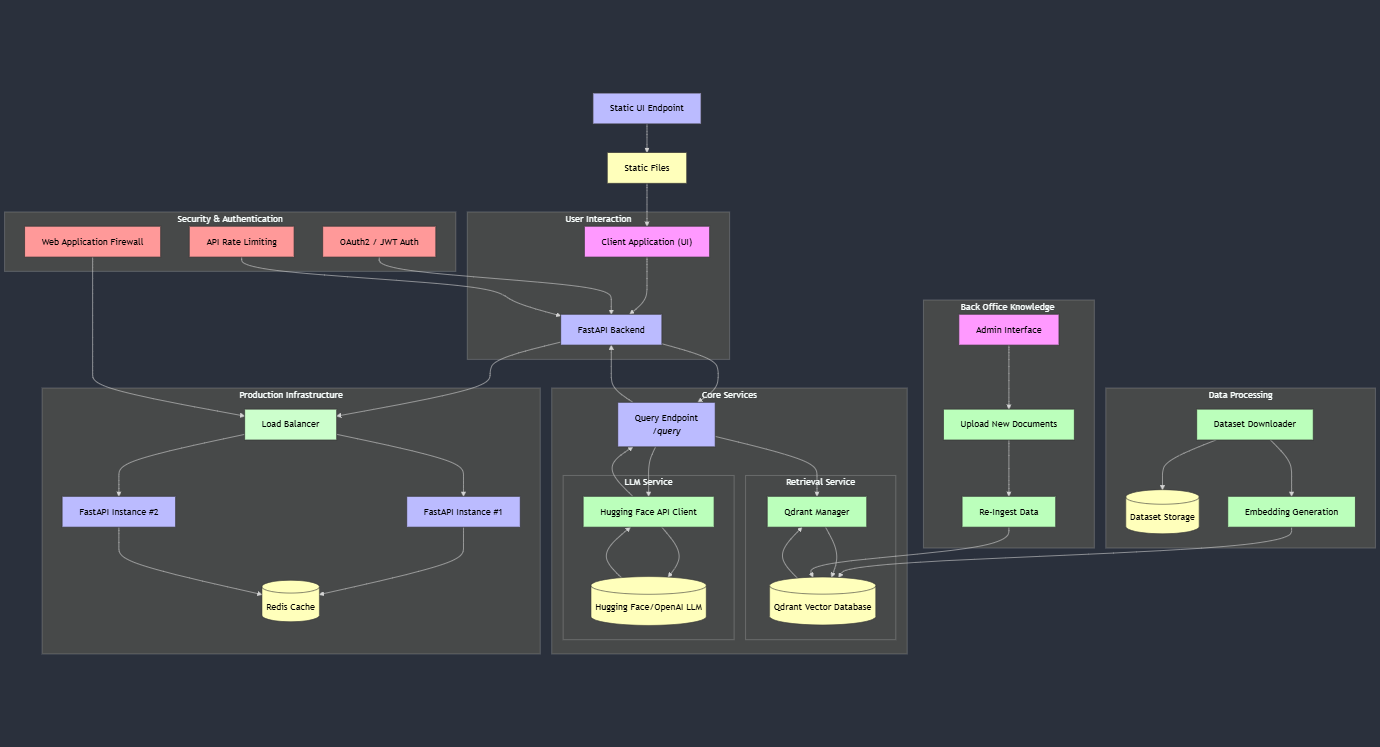 Static UI Endpoint
Static Files
Security & Authentication
Web Application Firewall
API Rate Limiting
OAuth2 / JWT Auth
User Interaction
Client Application (UI)
FastAPI Backend
Back Office Knowledge
Admin Interface
Upload New Documents
Re-Ingest Data
Production Infrastructure
Load Balancer
FastAPI Instance #2
FastAPI Instance #1
Redis Cache
Core Services
Query Endpoint
/query
LLM Service
Hugging Face API Client
Hugging Face/OpenAI LLM
Retrieval Service
Qdrant Manager
Qdrant Vector Database
Data Processing
Dataset Downloader
Dataset Storage
Embedding Generation